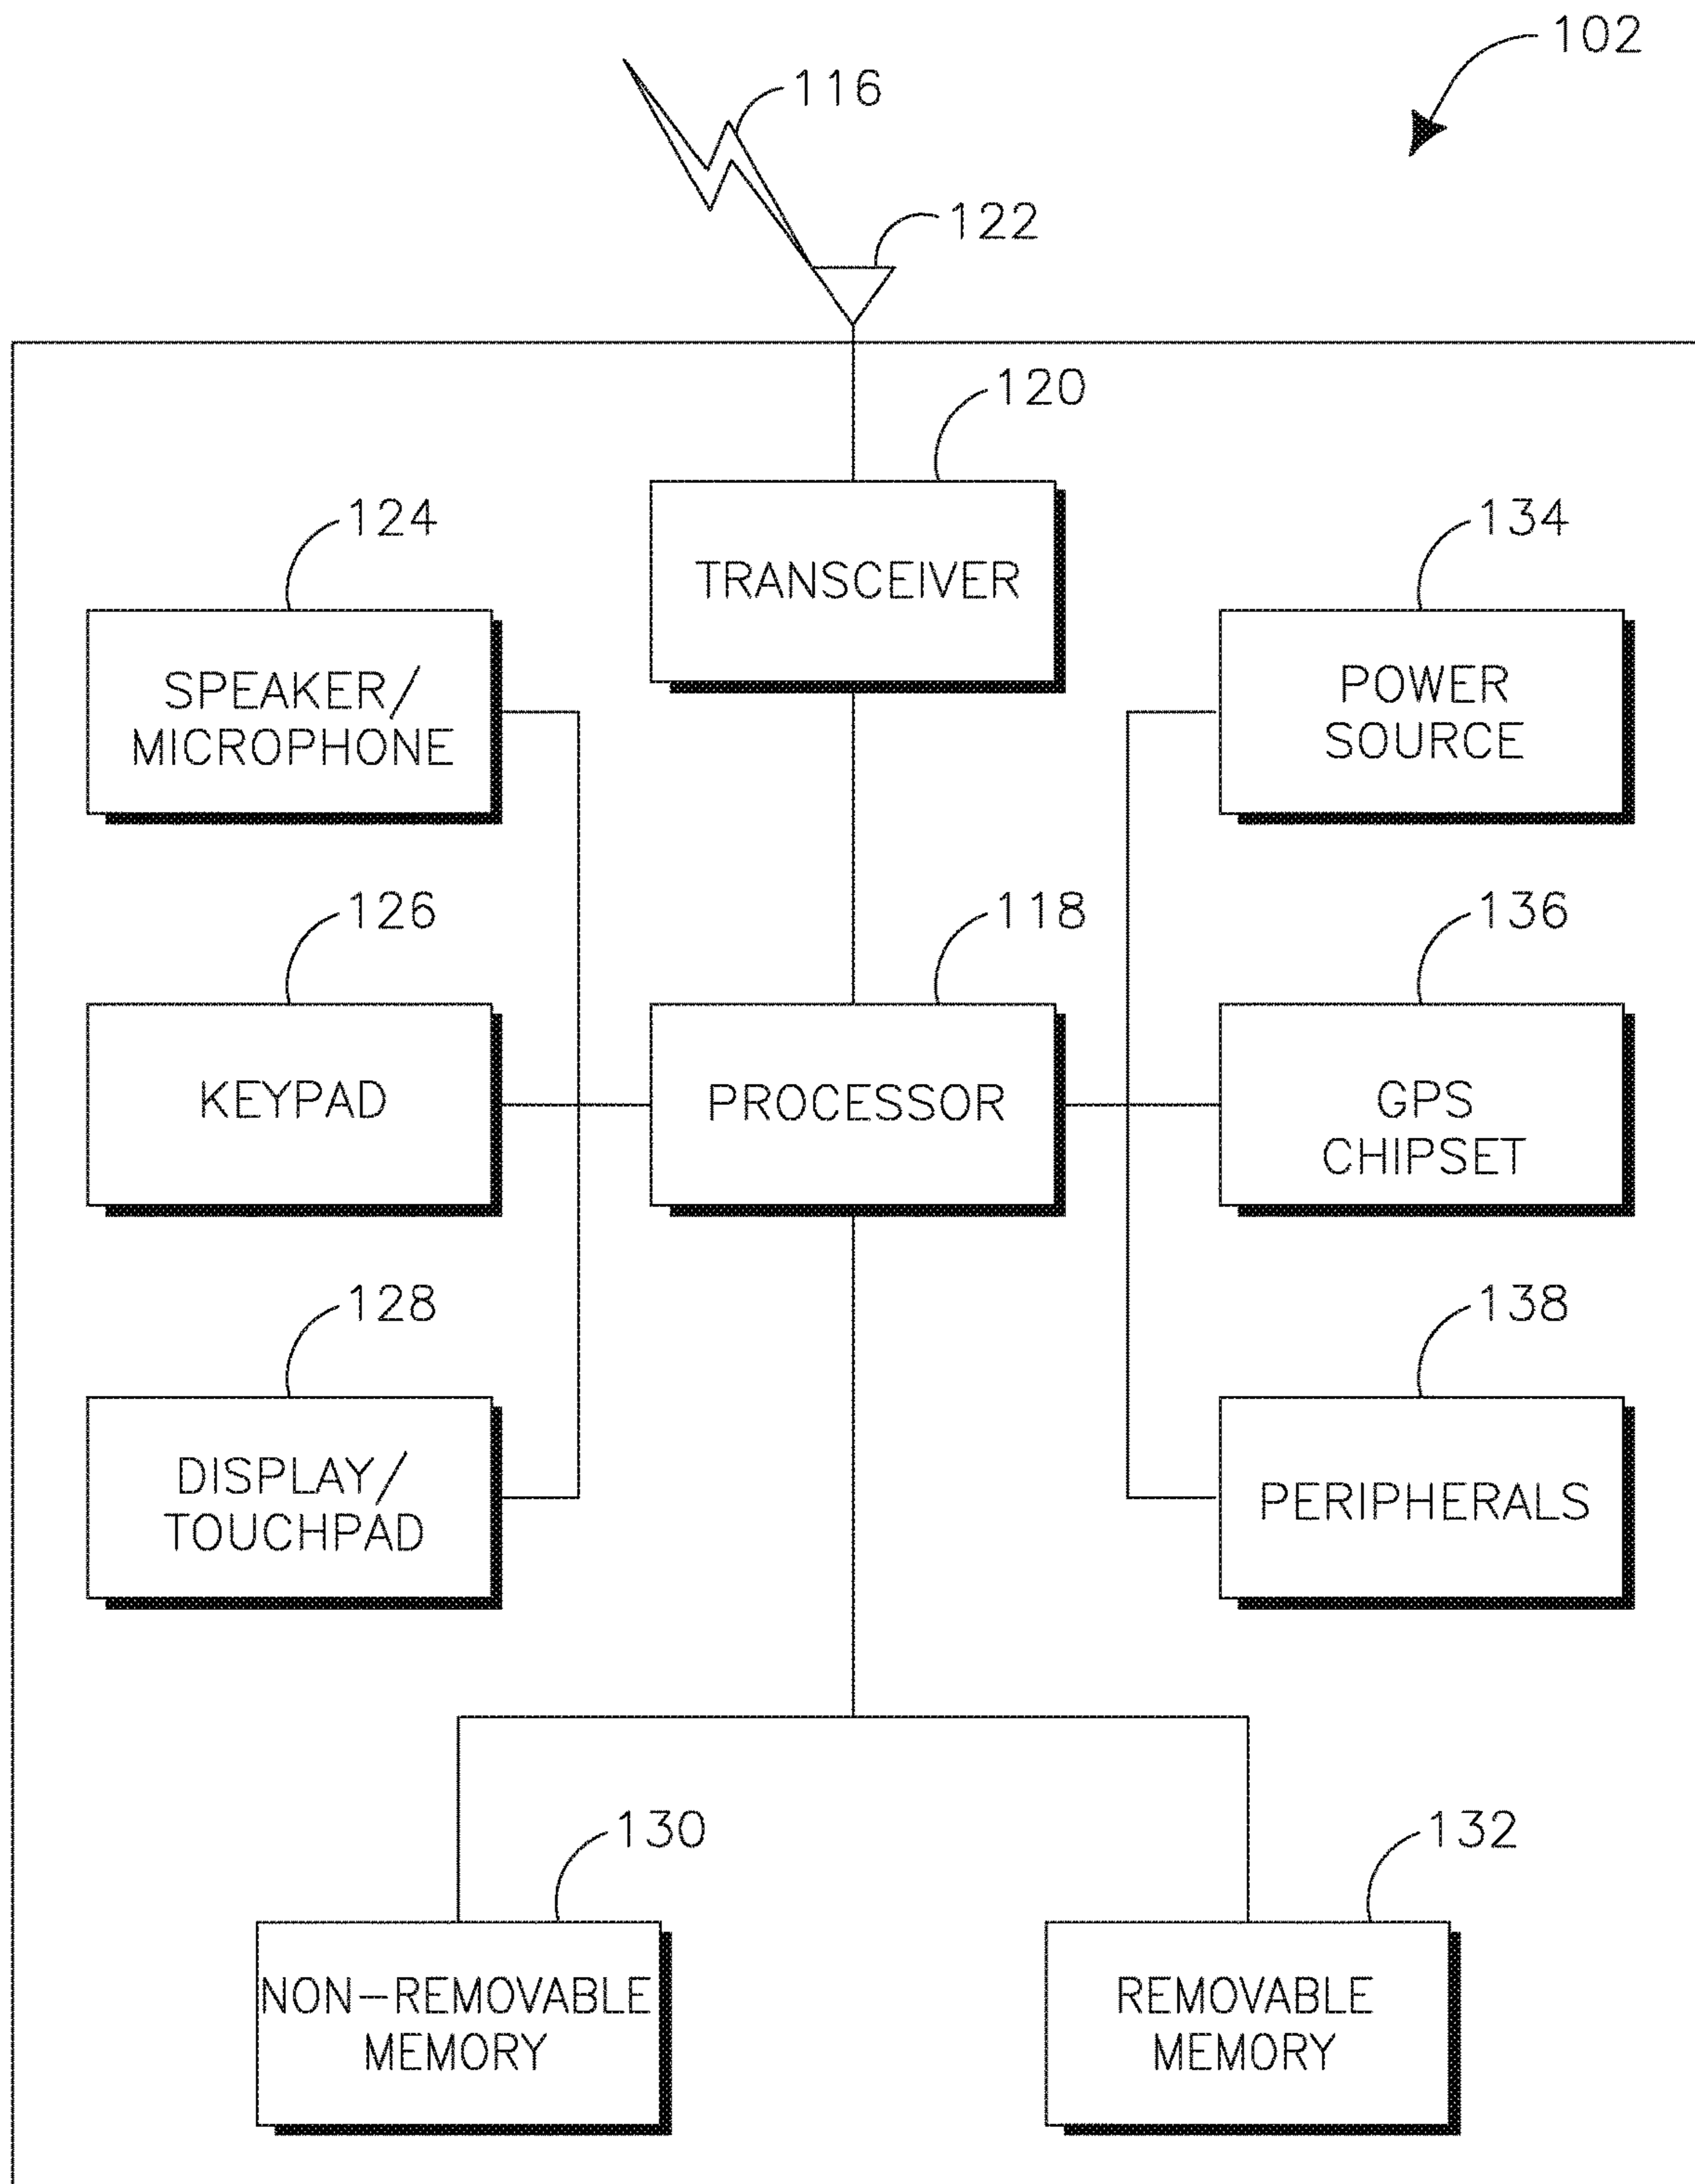 102
116
122
120
124
134
TRANSCEIVER
SPEAKER/
MICROPHONE
POWER
SOURCE
126
118
136
KEYPAD
PROCESSOR
GPS
CHIPSET
128
138
DISPLAY/
TOUCHPAD
PERIPHERALS
130
132
NON-REMOVABLE
MEMORY
REMOVABLE
MEMORY